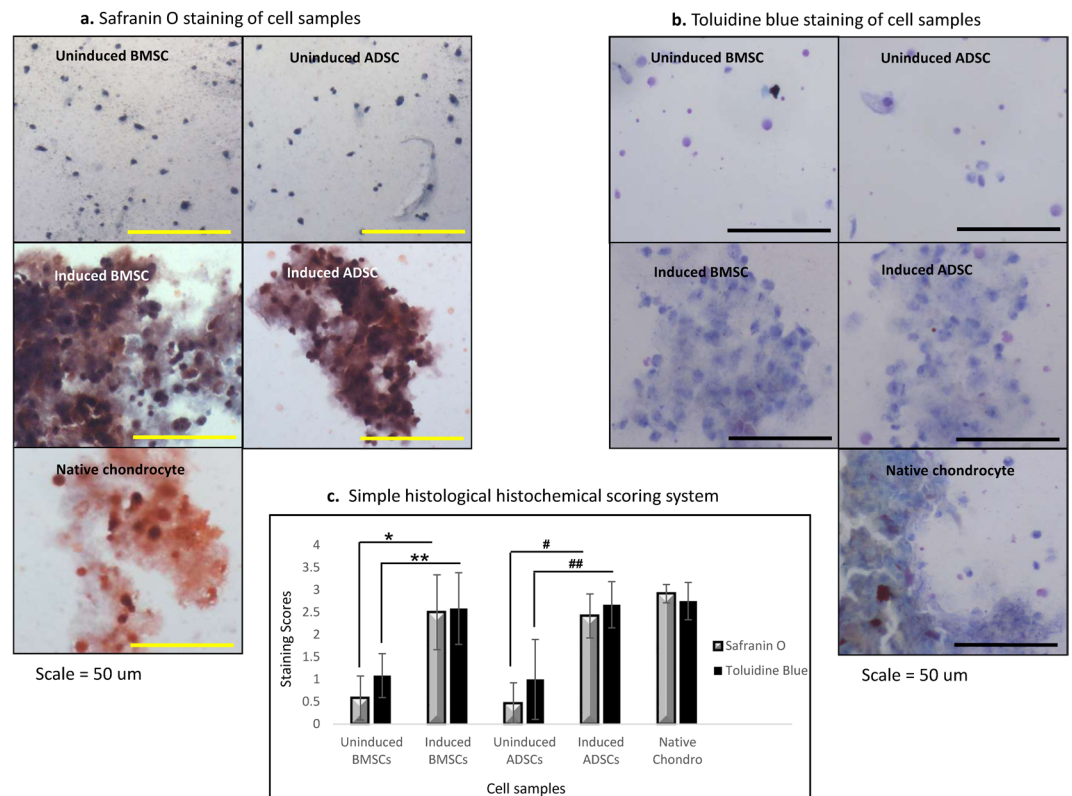 a. Safranin O staining of cell samples
Uninduced BMSC
Uninduced ADSC
Induced BMSC
Induced ADSC
Native chondrocyte
Scale = 50 um
b. Toluidine blue staining of cell samples
Uninduced BMSC
Uninduced ADSC
Induced BMSC
Induced ADSC
Native chondrocyte
Scale = 50 um
c. Simple histological histochemical scoring system
Staining Scores
4
3.5
3
2.5
2
1.5
1
0.5
0
*
**
#
##
Safranin O
Toluidine Blue
Uninduced
BMSCs
Induced
BMSCs
Uninduced
ADSCs
Induced
ADSCs
Native
Chondro
Cell samples